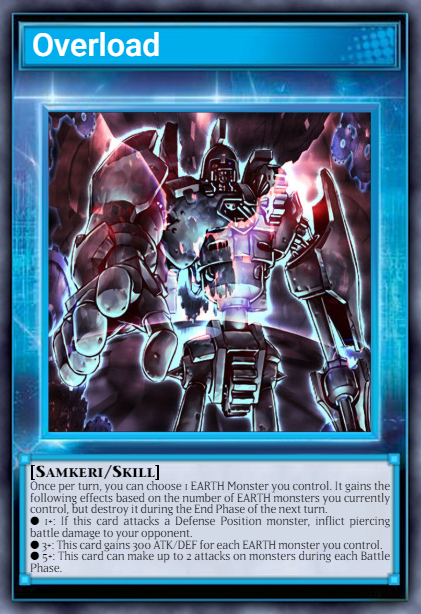 Overload
[Samkeri/Skill]
Once per turn, you can choose 1 EARTH Monster you control. It gains the
following effects based on the number of EARTH monsters you currently
control, but destroy it during the End Phase of the next turn.
● 1+: If this card attacks a Defense Position monster, inflict piercing
battle damage to your opponent.
● 3+: This card gains 300 ATK/DEF for each EARTH monster you control.
● 5+: This card can make up to 2 attacks on monsters during each Battle
Phase.